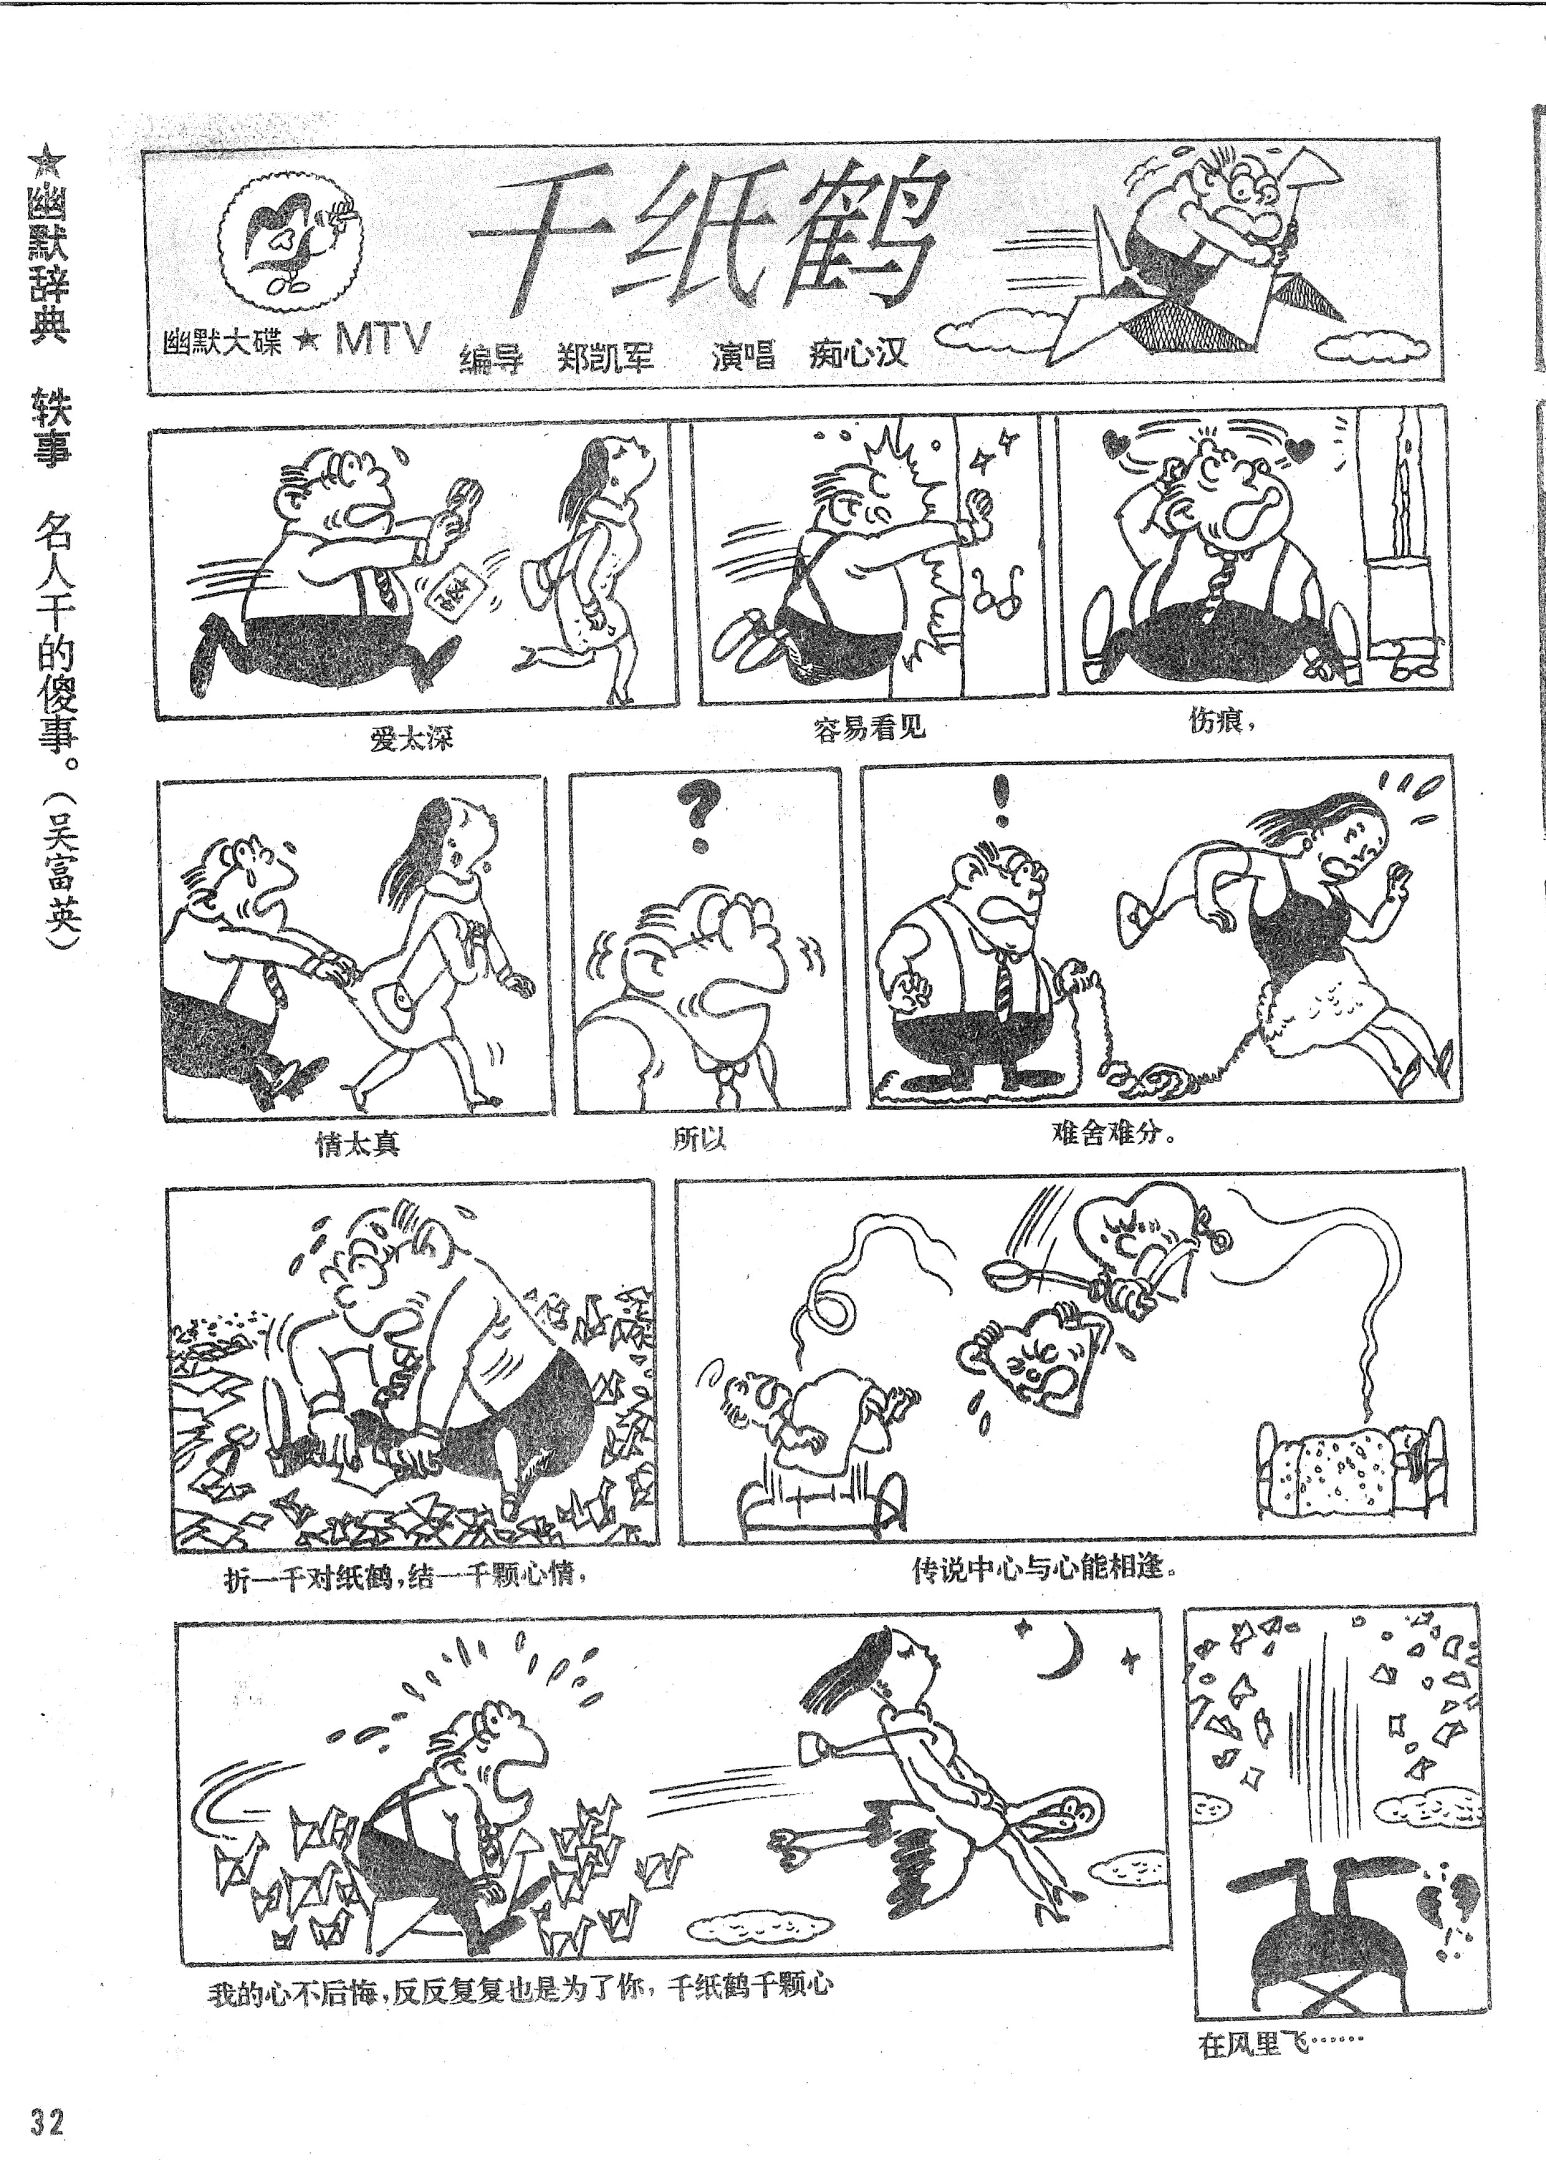 ★幽默辞典 轶事 名人干的傻事。(吴富英)
千纸鹤
幽默大碟★MTV
编导 郑凯军 演唱 痴心汉
爱太深
容易看见
伤痕,
情太真
所以
难舍难分。
折一千对纸鹤,结一千颗心情,
传说中心与心能相逢。
我的心不后悔,反反复复也是为了你,千纸鹤千颗心
在风里飞……
32